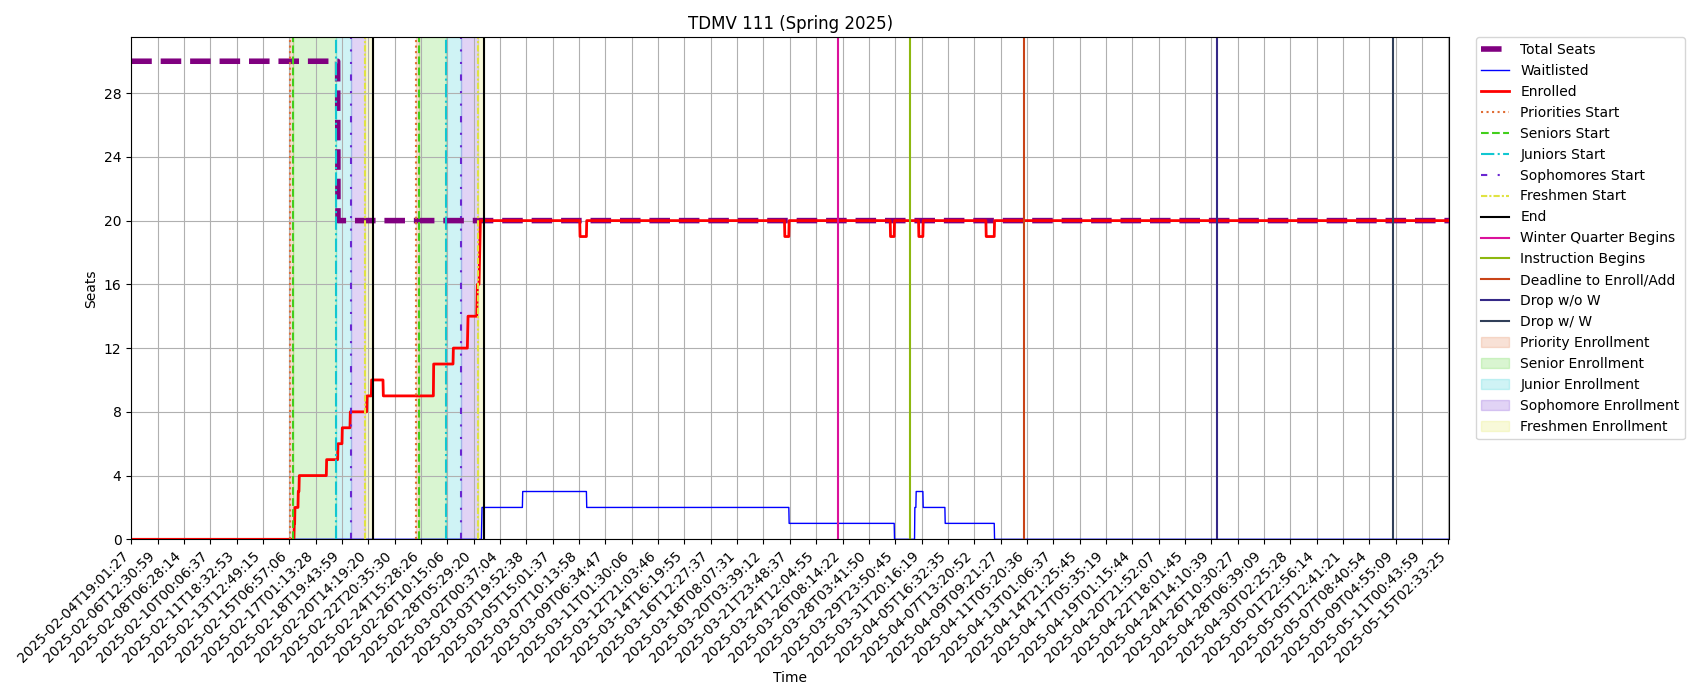 TDMV 111 (Spring 2025)
Seats
28
24
20
16
12
8
4
0
2025-02-04T19:01:27
2025-02-06T12:30:59
2025-02-08T06:28:14
2025-02-10T00:06:37
2025-02-11T18:32:53
2025-02-13T12:49:15
2025-02-15T06:57:06
2025-02-17T01:13:28
2025-02-18T19:43:59
2025-02-20T14:19:20
2025-02-22T20:35:30
2025-02-24T15:28:26
2025-02-26T10:15:06
2025-02-28T05:29:20
2025-03-02T00:37:04
2025-03-03T19:52:38
2025-03-05T15:01:37
2025-03-07T10:13:58
2025-03-09T06:34:47
2025-03-11T01:30:06
2025-03-12T21:03:46
2025-03-14T16:19:55
2025-03-16T12:27:37
2025-03-18T08:07:31
2025-03-20T03:39:12
2025-03-21T23:48:37
2025-03-24T12:04:55
2025-03-26T08:14:22
2025-03-28T03:41:50
2025-03-29T23:50:45
2025-03-31T20:16:19
2025-04-05T16:32:35
2025-04-07T13:20:52
2025-04-09T09:21:27
2025-04-11T05:20:36
2025-04-13T01:06:37
2025-04-14T21:25:45
2025-04-17T05:35:19
2025-04-19T01:15:44
2025-04-20T21:52:07
2025-04-22T18:01:45
2025-04-24T14:10:39
2025-04-26T10:30:27
2025-04-28T06:39:09
2025-04-30T02:25:28
2025-05-01T22:56:14
2025-05-05T12:41:21
2025-05-07T08:40:54
2025-05-09T04:55:09
2025-05-11T00:43:59
2025-05-15T02:33:25
Time
Total Seats
Waitlisted
Enrolled
Priorities Start
Seniors Start
Juniors Start
Sophomores Start
Freshmen Start
End
Winter Quarter Begins
Instruction Begins
Deadline to Enroll/Add
Drop w/o W
Drop w/ W
Priority Enrollment
Senior Enrollment
Junior Enrollment
Sophomore Enrollment
Freshmen Enrollment